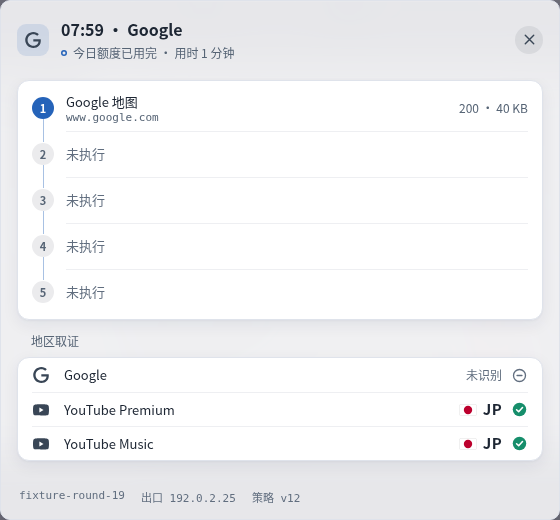 07:59 • Google
今日额度已用完 • 用时 1 分钟
1 Google 地图 200 • 40 KB
www.google.com
2 未执行
3 未执行
4 未执行
5 未执行
地区取证
Google 未识别
YouTube Premium JP
YouTube Music JP
fixture-round-19 出口 192.0.2.25 策略 v12